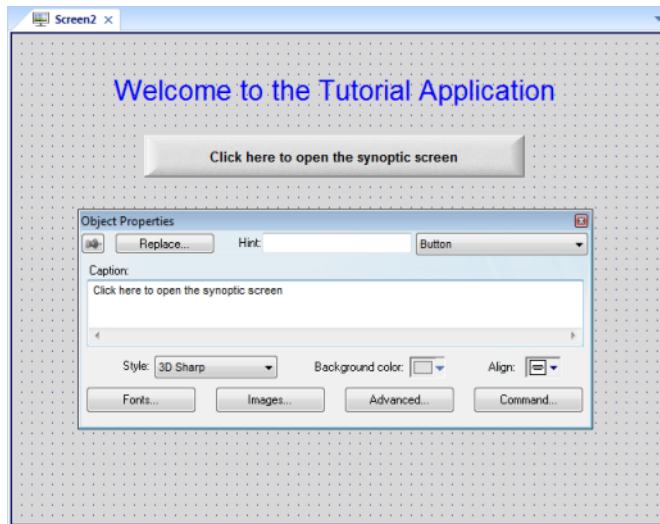 Screen2
Welcome to the Tutorial Application
Click here to open the synoptic screen
Object Properties
Replace... Hint: Button
Caption:
Click here to open the synoptic screen
Style: 3D Sharp Background color: Align:
Fonts... Images... Advanced... Command...